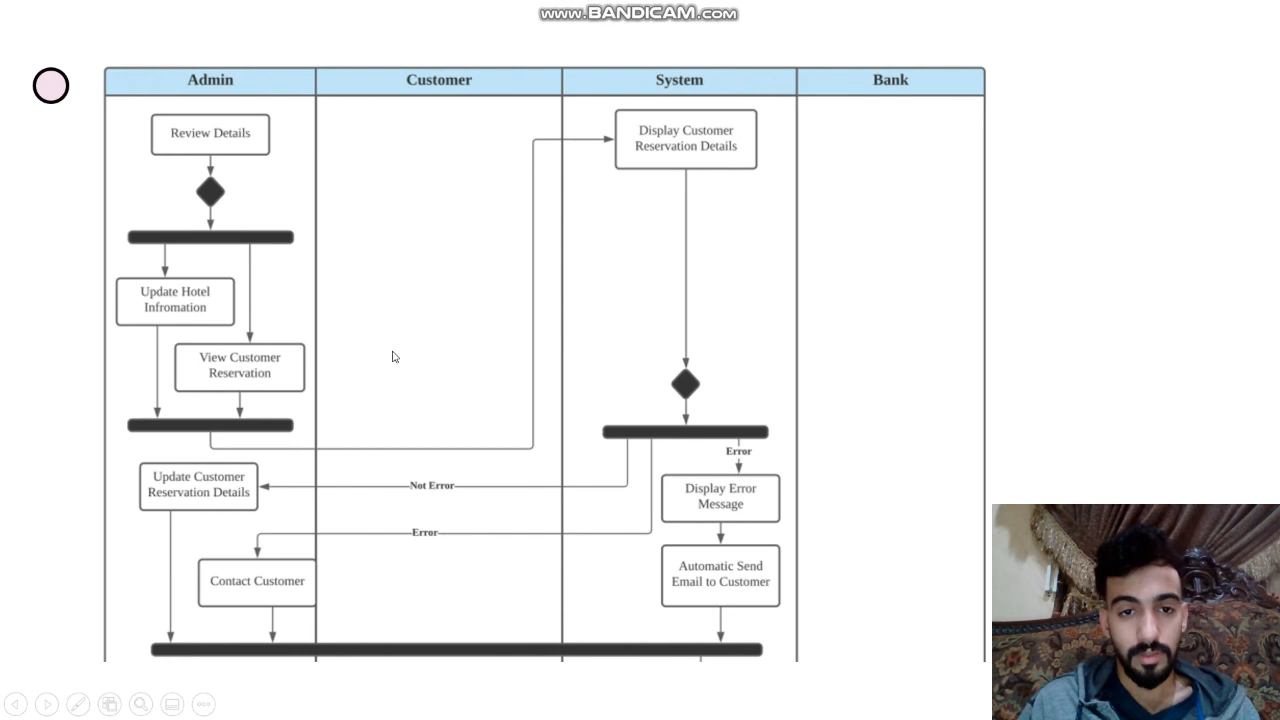 www.BANDICAM.com
Admin
Customer
System
Bank
Review Details
Display Customer
Reservation Details
Update Hotel
Infromation
View Customer
Reservation
Error
Update Customer
Reservation Details
Not Error
Display Error
Message
Error
Contact Customer
Automatic Send
Email to Customer